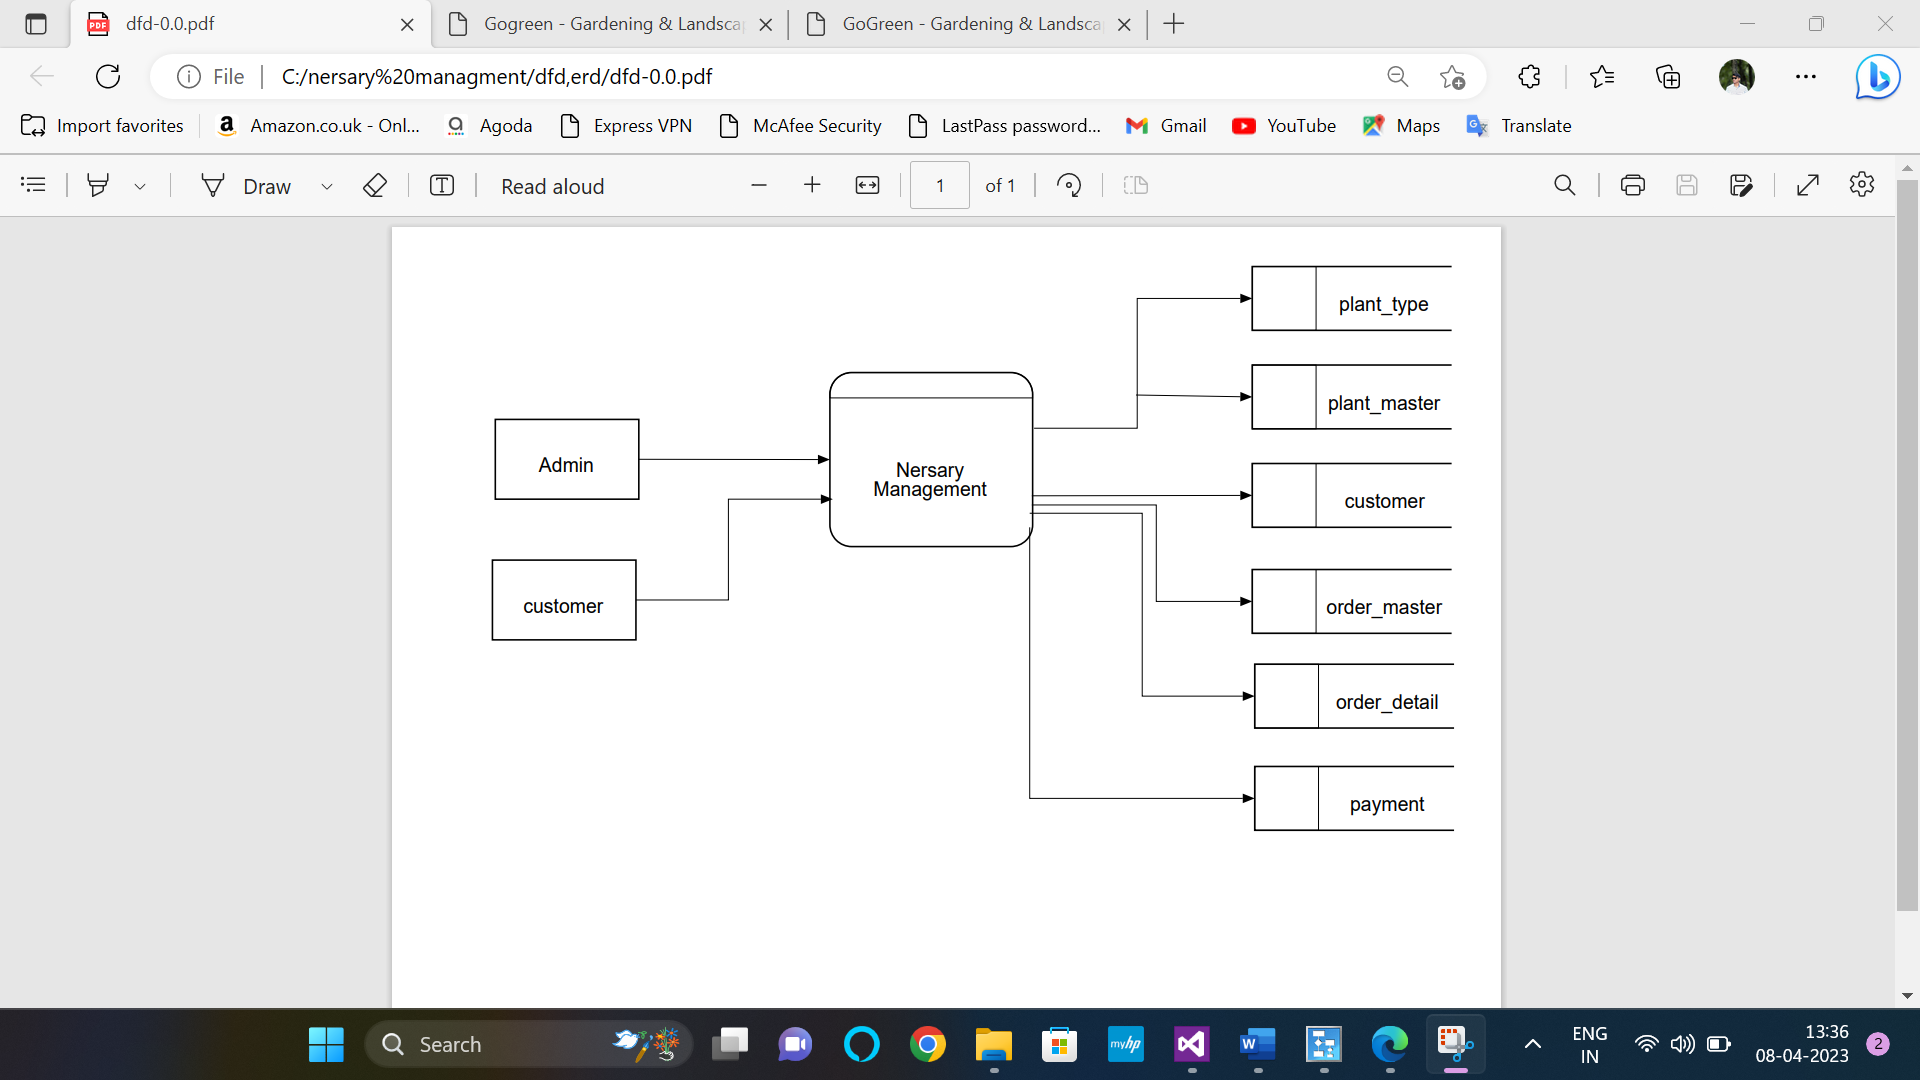 dfd-0.0.pdf
Gogreen - Gardening & Landsca
GoGreen - Gardening & Landsca
File
C:/nersary%20managment/dfd,erd/dfd-0.0.pdf
Import favorites
Amazon.co.uk - Onl...
Agoda
Express VPN
McAfee Security
LastPass password...
Gmail
YouTube
Maps
Translate
Draw
Read aloud
1
of 1
plant_type
plant_master
Admin
Nersary
Management
customer
customer
order_master
order_detail
payment
Search
ENG
IN
13:36
08-04-2023
2